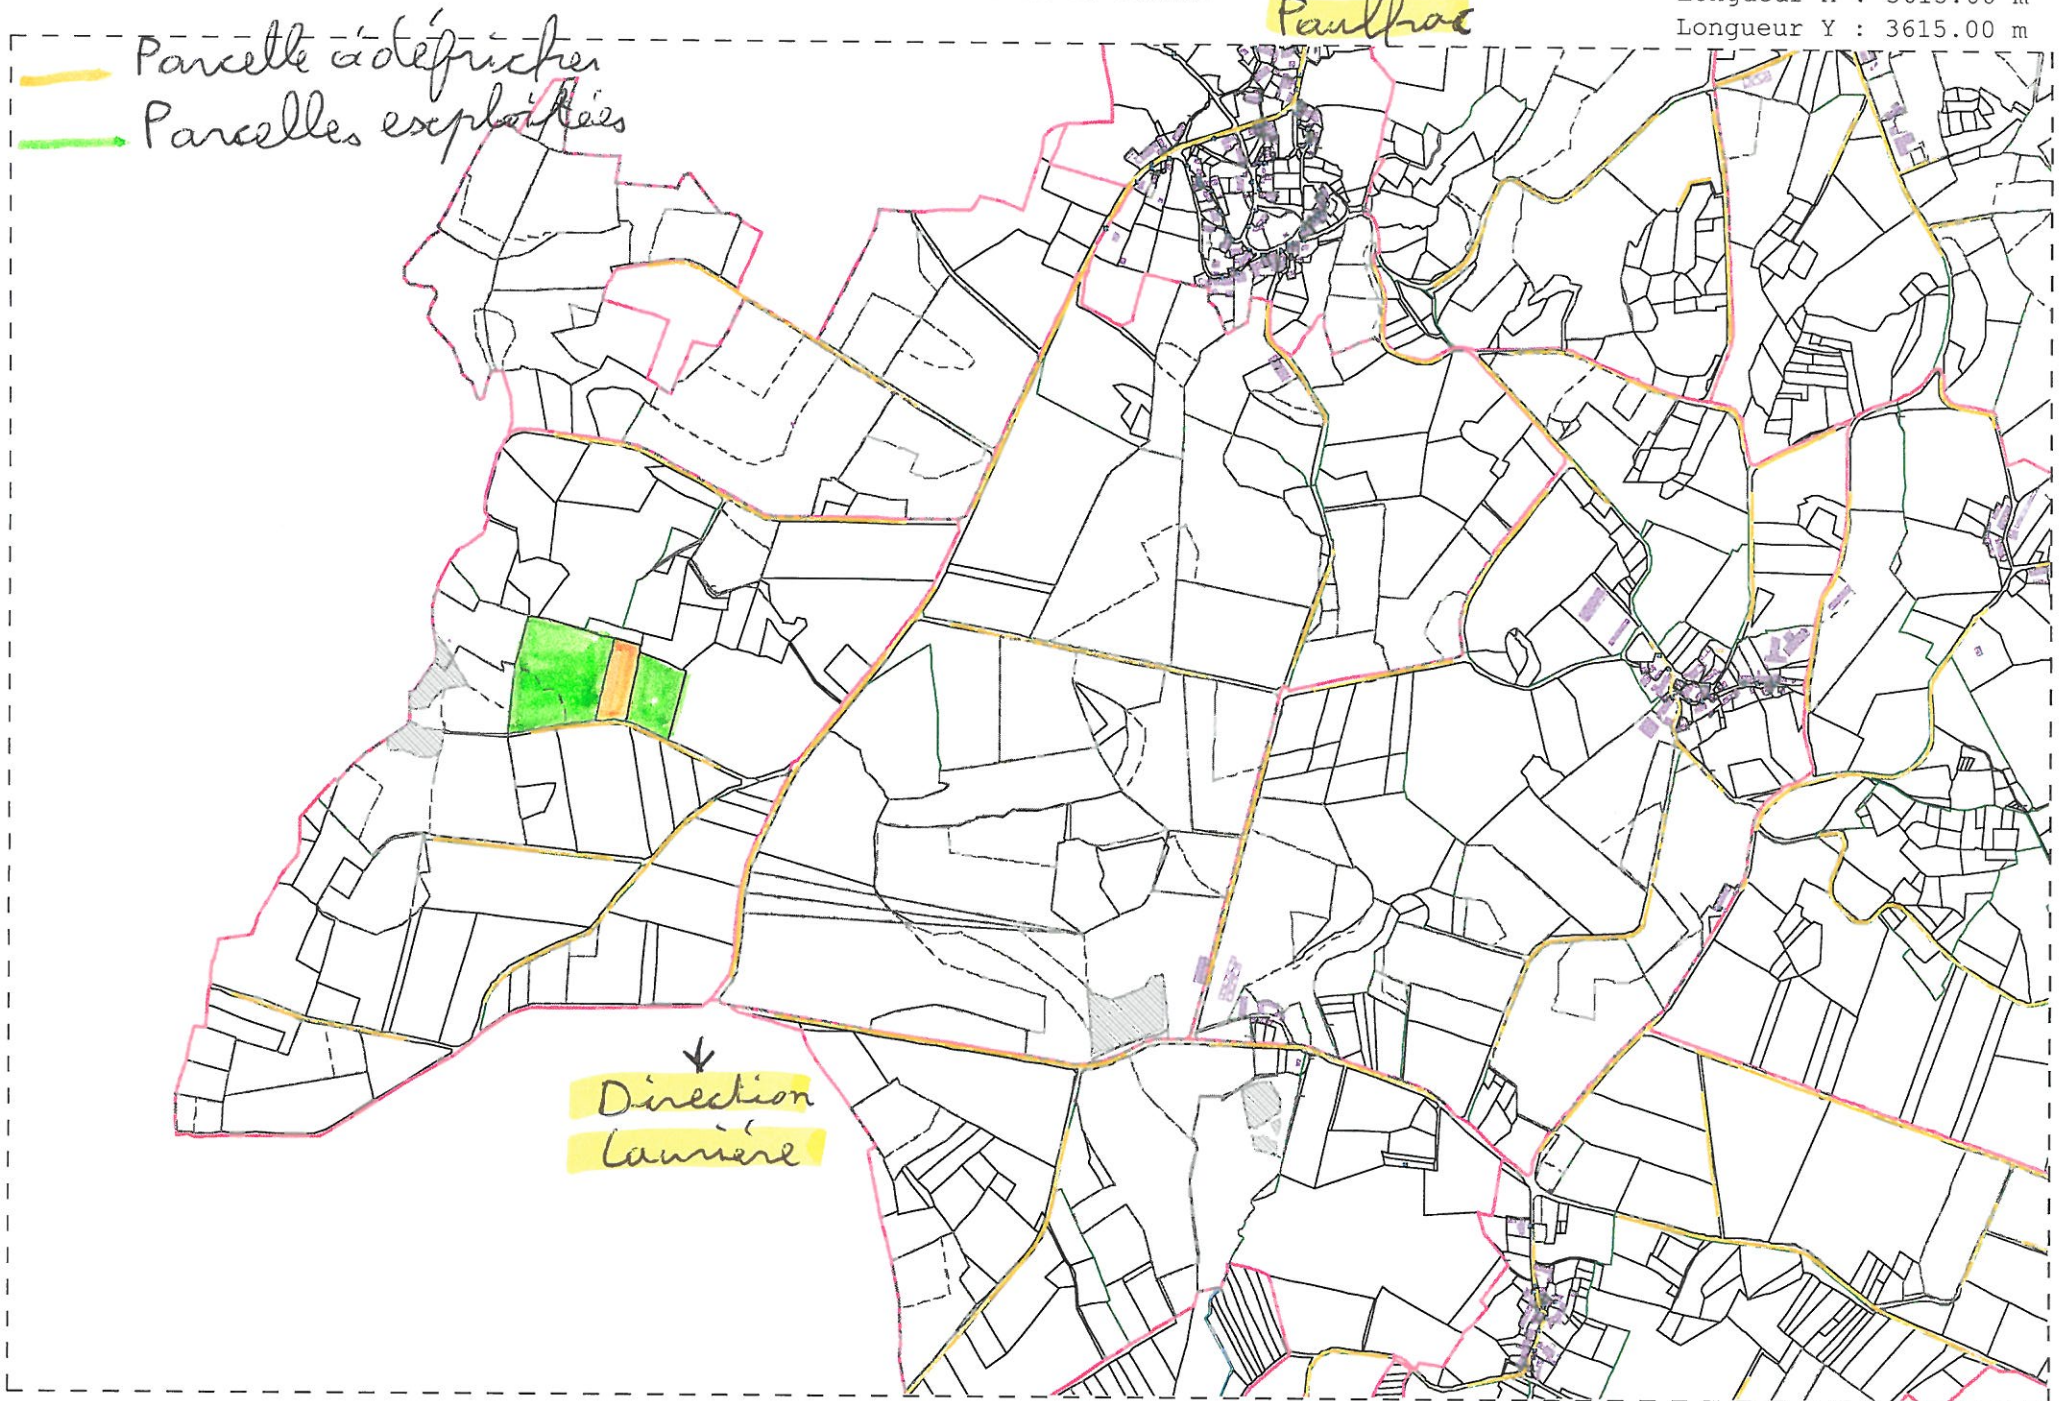 Longueur Y : 3615.00 m
Paulhac
Parcelle à défricher
Parcelles exploitées
Direction
Laurière